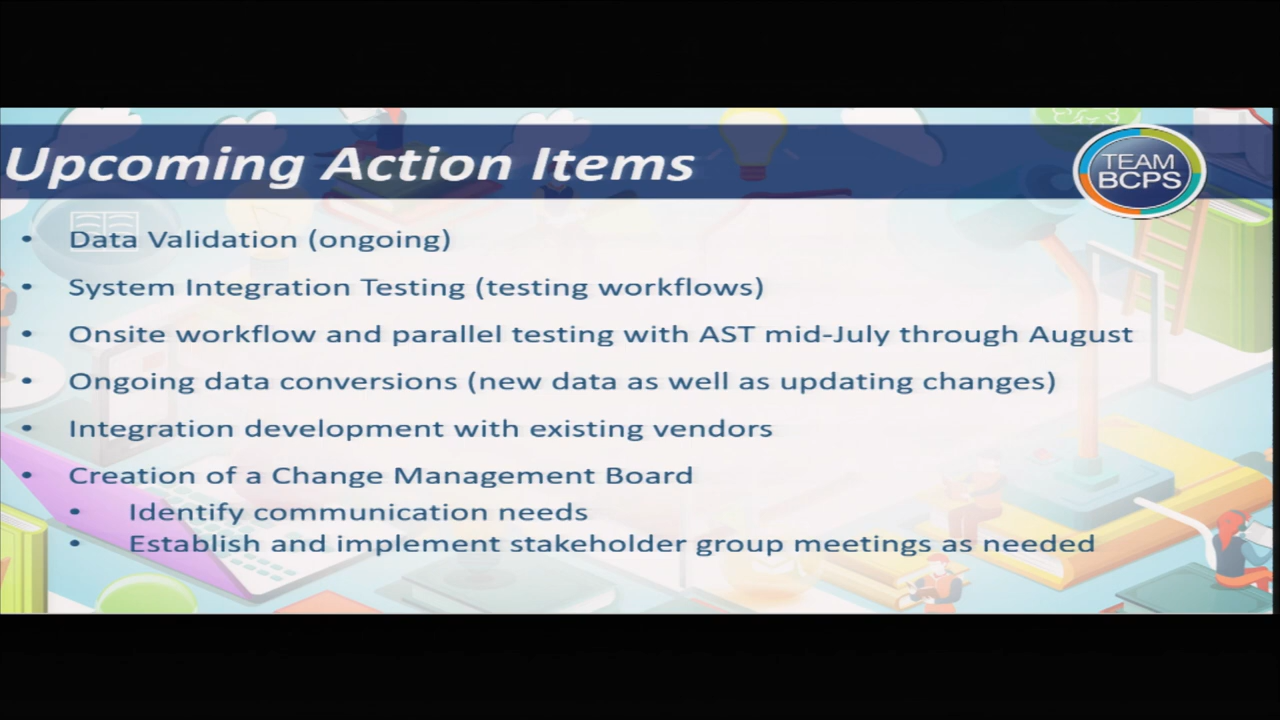 Upcoming Action Items
TEAM
BCPS
• Data Validation (ongoing)
• System Integration Testing (testing workflows)
• Onsite workflow and parallel testing with AST mid-July through August
• Ongoing data conversions (new data as well as updating changes)
• Integration development with existing vendors
• Creation of a Change Management Board
• Identify communication needs
• Establish and implement stakeholder group meetings as needed